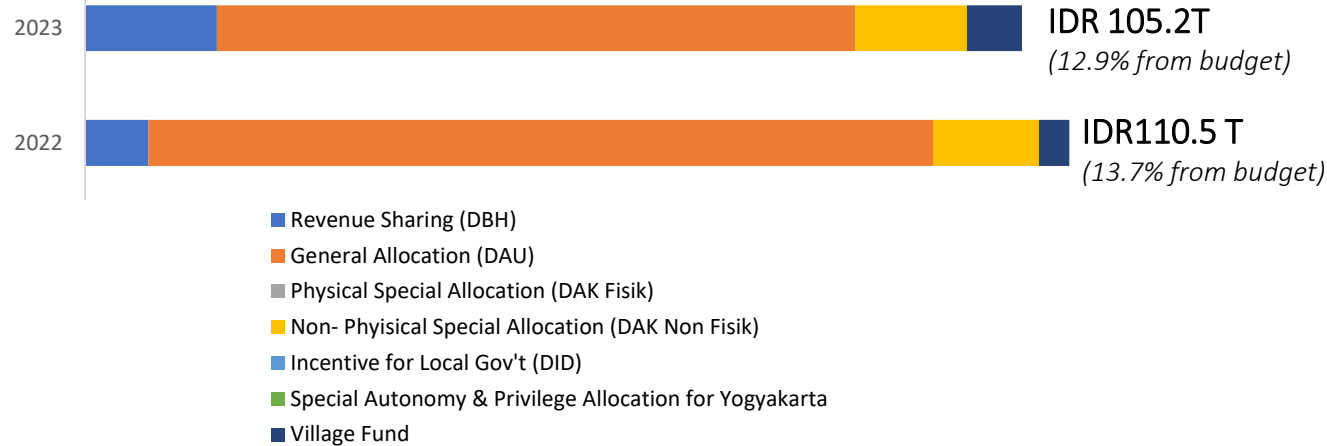 2023
IDR 105.2T
(12.9% from budget)
2022
IDR110.5 T
(13.7% from budget)
Revenue Sharing (DBH)
General Allocation (DAU)
Physical Special Allocation (DAK Fisik)
Non- Phyisical Special Allocation (DAK Non Fisik)
Incentive for Local Gov't (DID)
Special Autonomy & Privilege Allocation for Yogyakarta
Village Fund